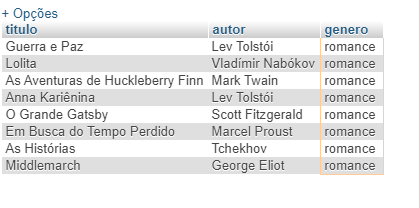 + Opções
titulo autor genero
Guerra e Paz Lev Tolstói romance
Lolita Vladímir Nabókov romance
As Aventuras de Huckleberry Finn Mark Twain romance
Anna Kariênina Lev Tolstói romance
O Grande Gatsby Scott Fitzgerald romance
Em Busca do Tempo Perdido Marcel Proust romance
As Histórias Tchekhov romance
Middlemarch George Eliot romance